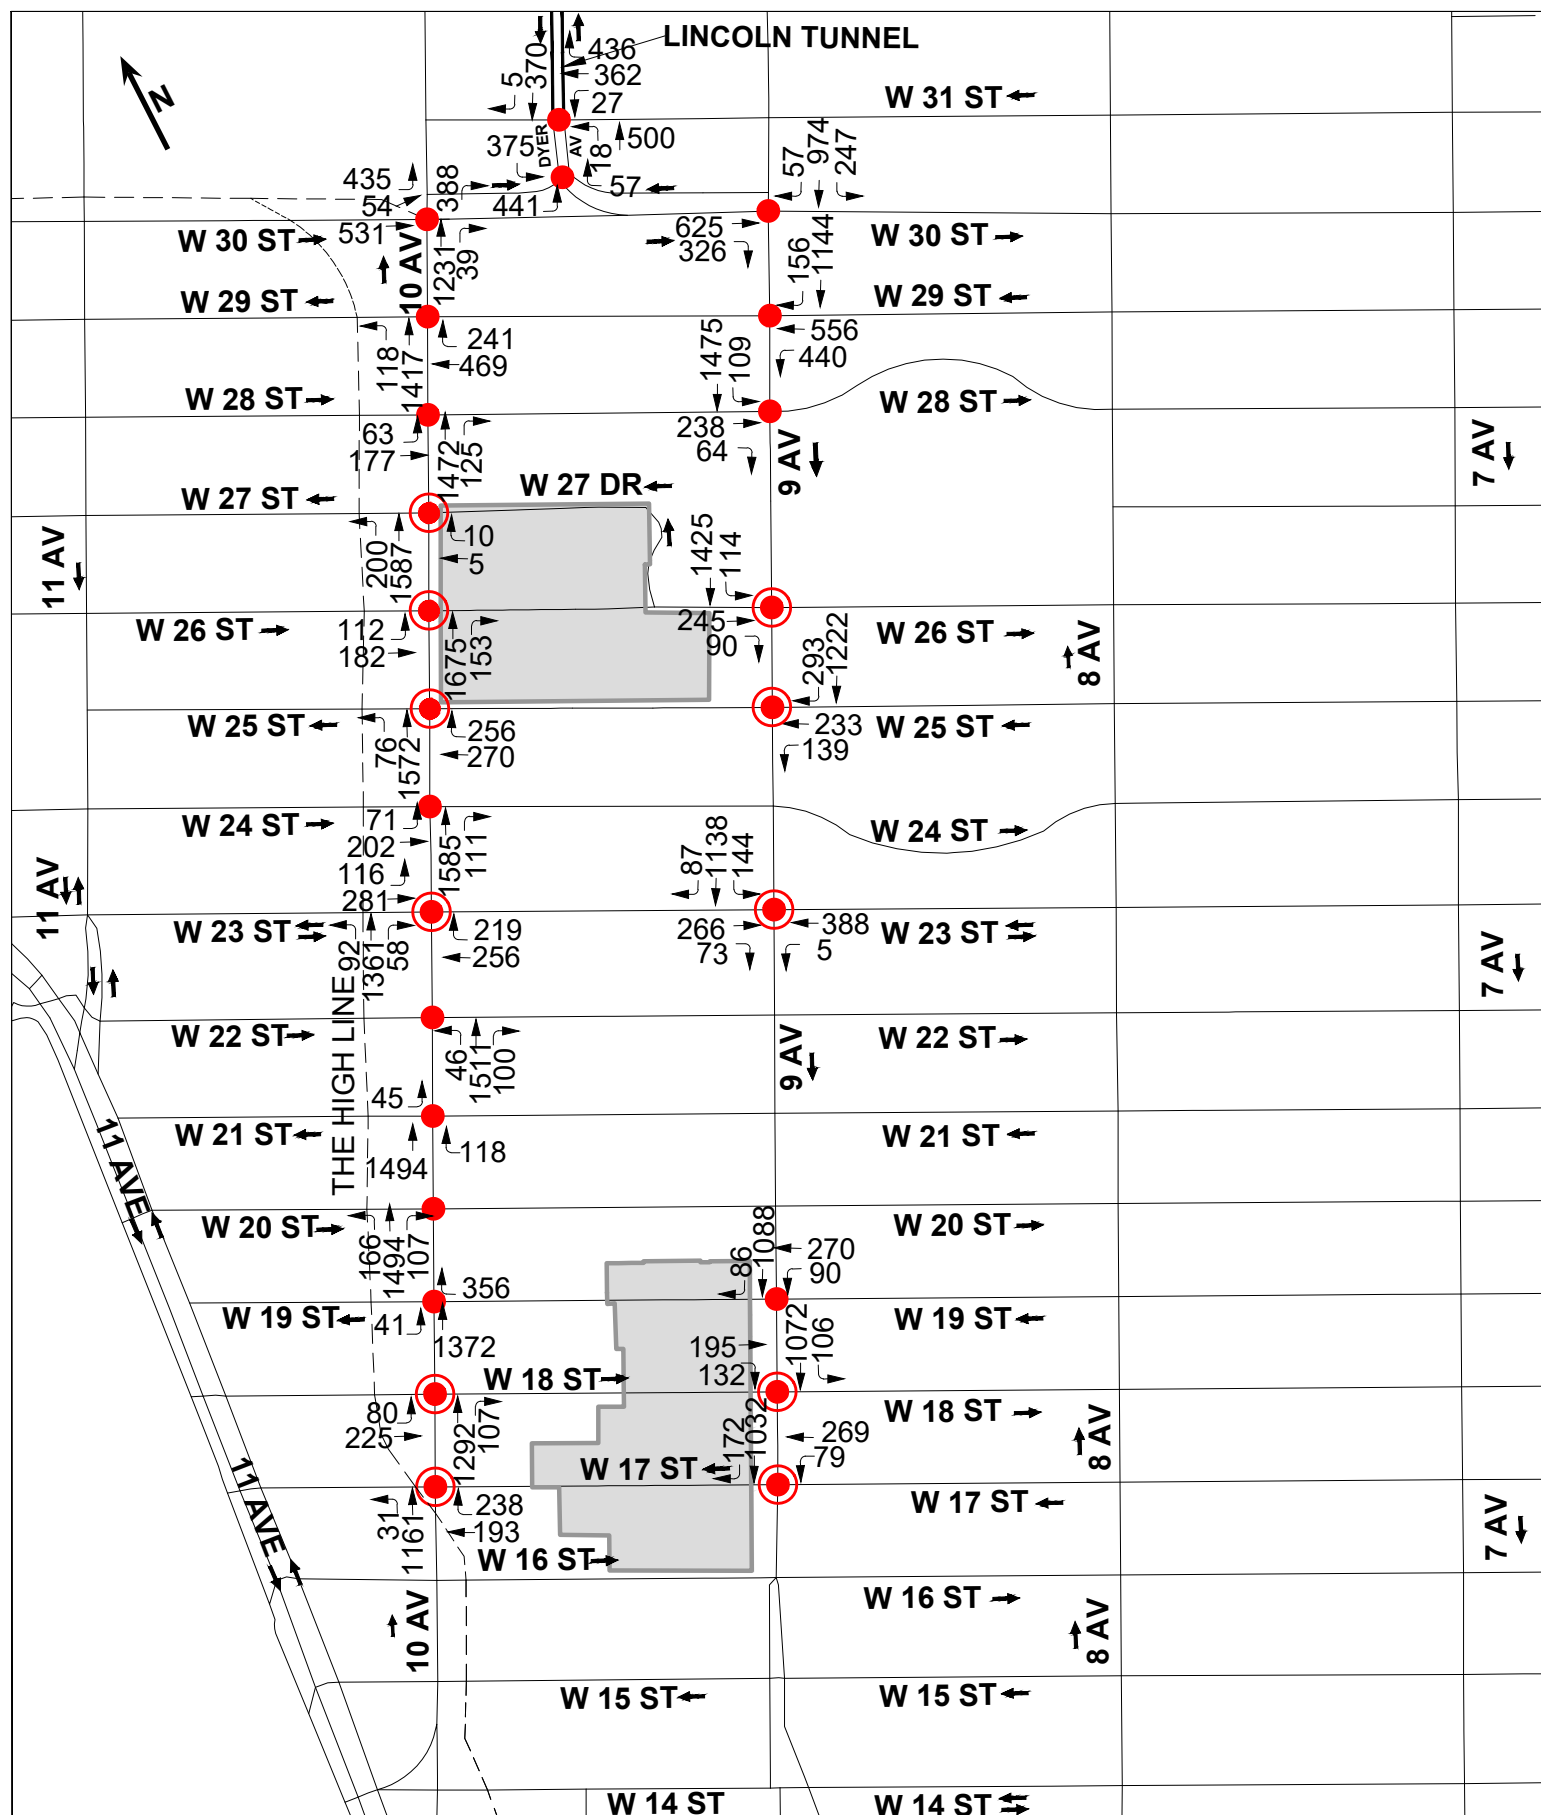 LINCOLN TUNNEL
436
362
5
370
27
W 31 ST
N
375
DYER
AV
18
500
57
974
247
435
388
54
57
441
531
W 30 ST
10 AV
1231
39
625
326
W 30 ST
156
1144
W 29 ST
W 29 ST
118
1417
241
469
1475
109
556
440
W 28 ST
W 28 ST
63
177
1472
125
238
64
9 AV
7 AV
W 27 ST
W 27 DR
11 AV
200
1587
10
5
1425
114
W 26 ST
112
182
1675
153
245
90
293
1222
W 26 ST
8 AV
W 25 ST
76
1572
256
270
233
139
W 25 ST
W 24 ST
71
202
1585
111
W 24 ST
87
1138
144
11 AV
116
281
W 23 ST
92
1361
58
219
256
266
73
388
5
W 23 ST
7 AV
W 22 ST
THE HIGH LINE
46
1511
100
9 AV
W 22 ST
45
W 21 ST
1494
118
W 21 ST
11 AVE
W 20 ST
166
1494
107
86
1088
W 20 ST
270
90
356
W 19 ST
41
1372
195
132
1072
106
W 19 ST
W 18 ST
80
225
1292
107
172
1032
W 18 ST
269
79
8 AV
11 AVE
W 17 ST
W 17 ST
31
1161
238
193
7 AV
W 16 ST
W 16 ST
10 AV
8 AV
W 15 ST
W 15 ST
W 14 ST
W 14 ST